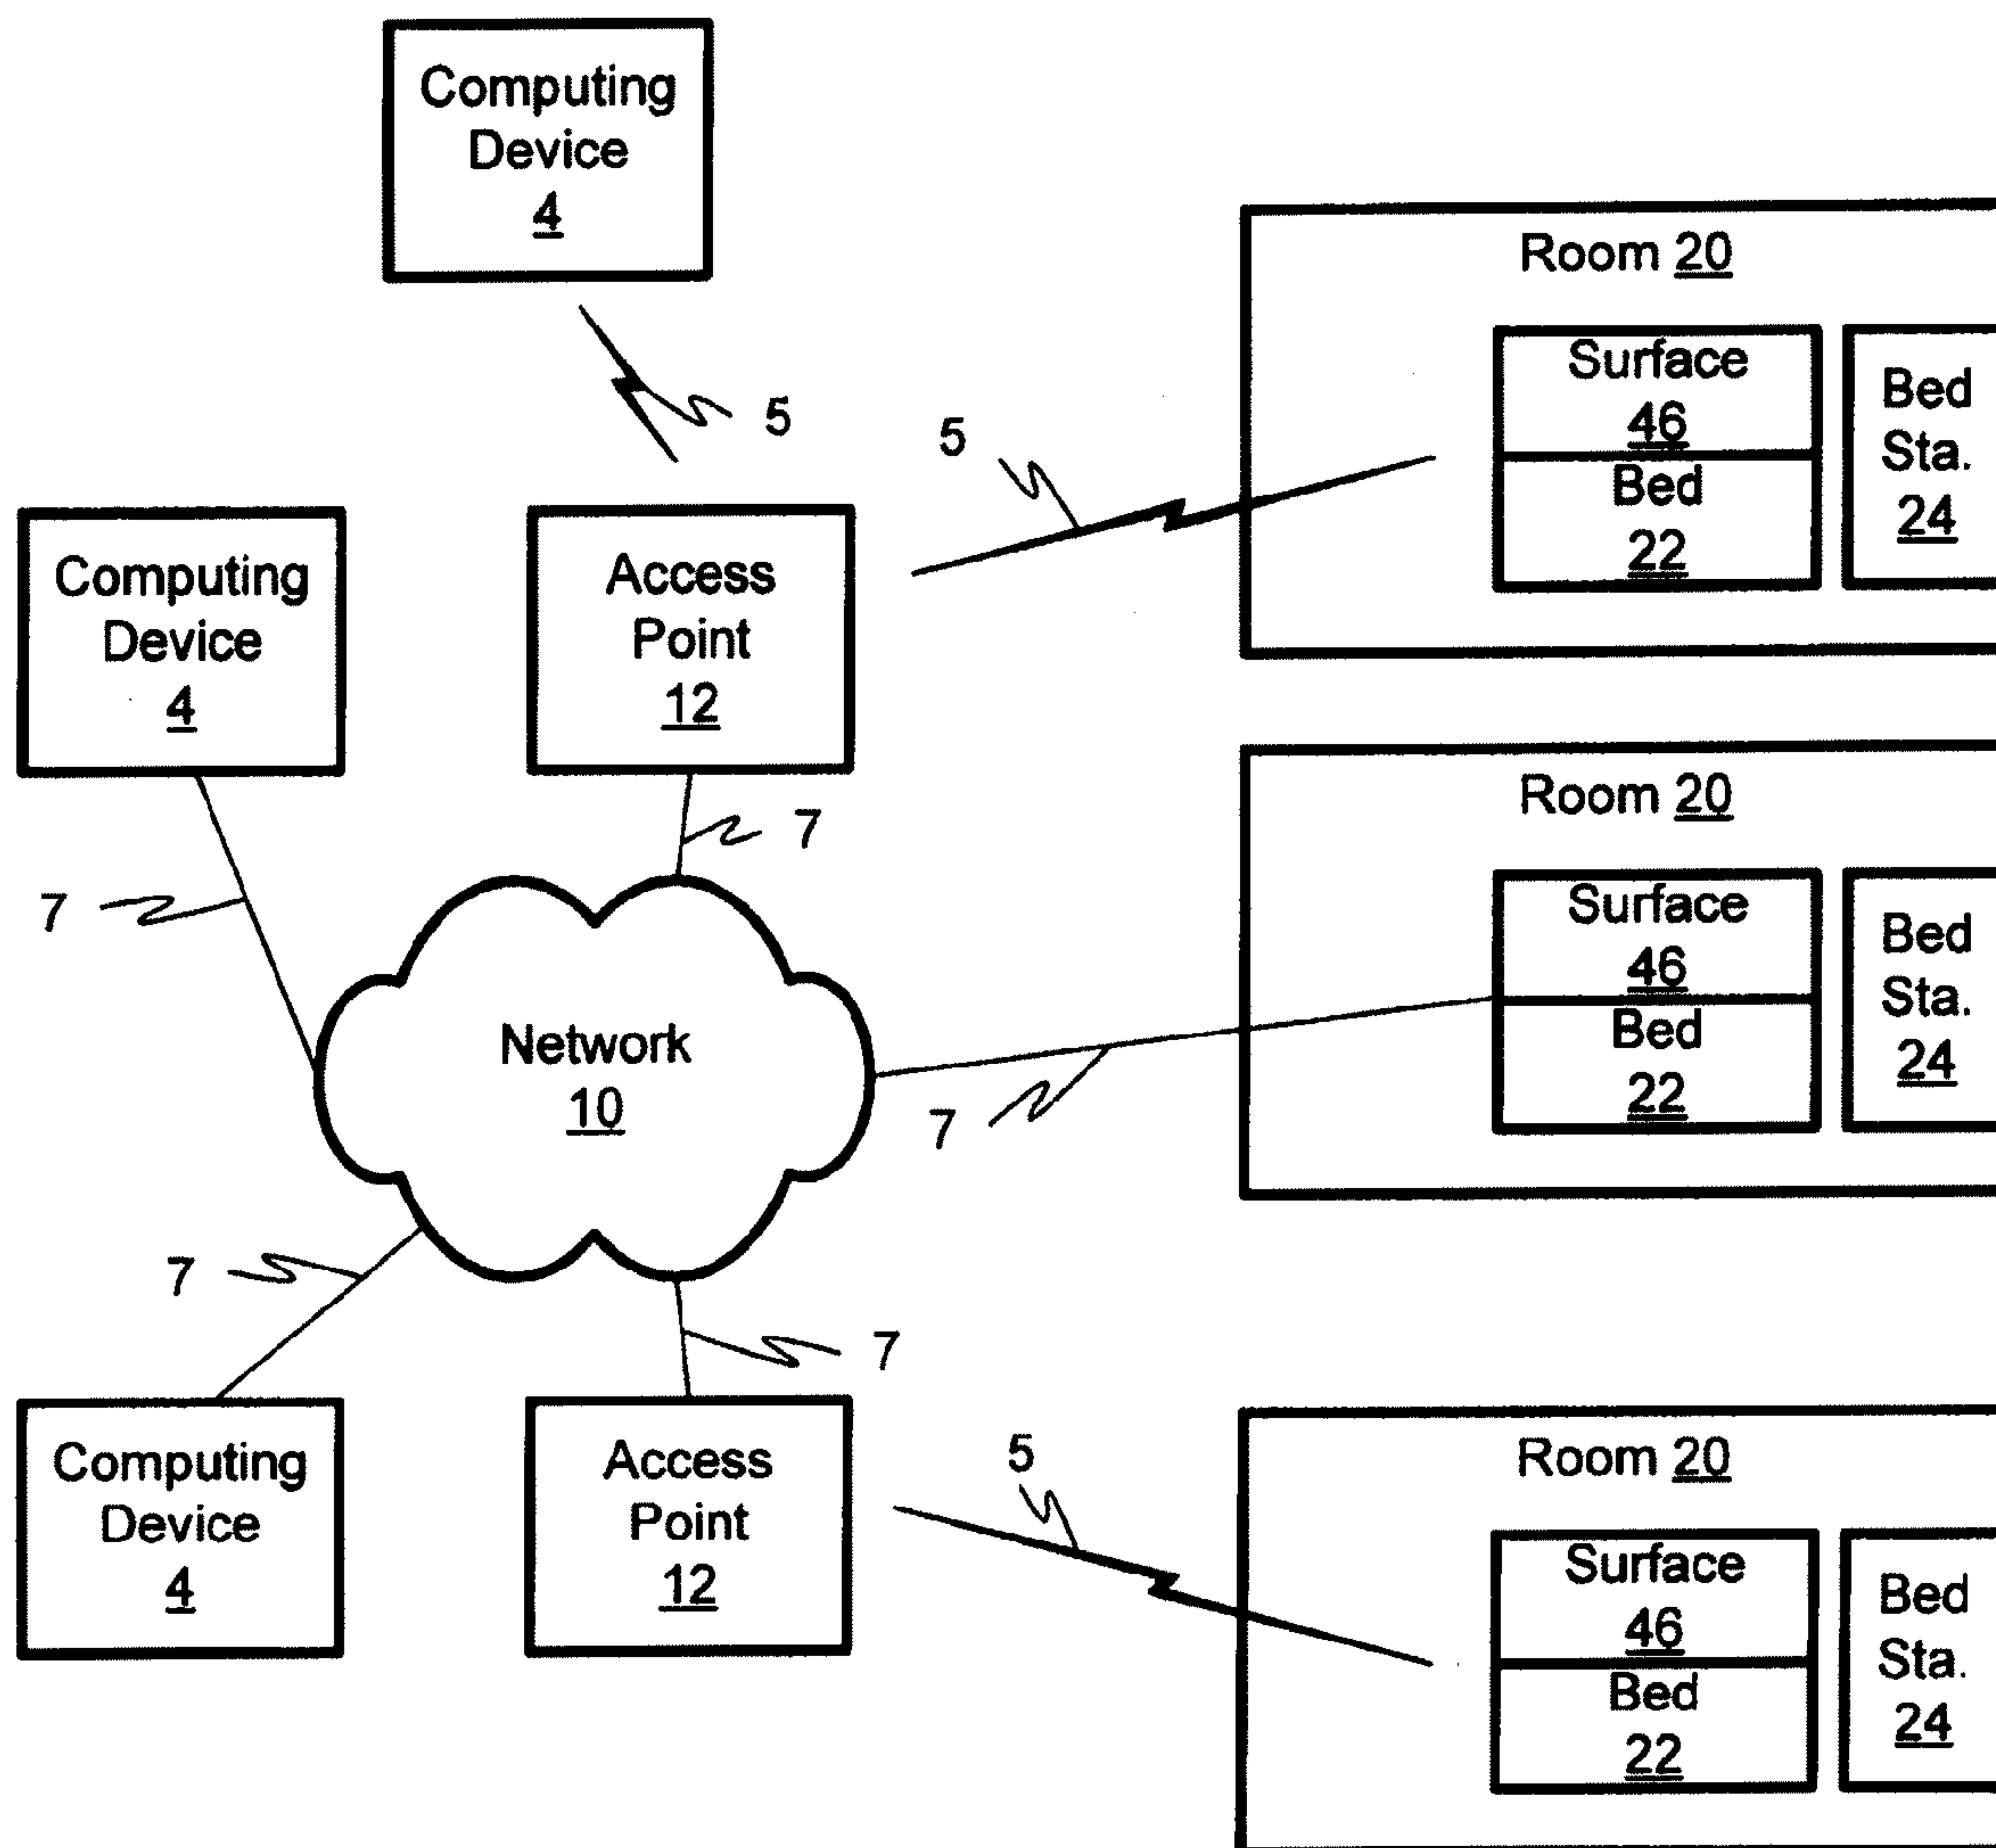 Computing
Device
4
5
5
Room 20
Surface
46
Bed
22
Bed
Sta.
24
Computing
Device
4
Access
Point
12
7
7
Room 20
Surface
46
Bed
22
Bed
Sta.
24
Network
10
7
7
7
Computing
Device
4
Access
Point
12
5
Room 20
Surface
46
Bed
22
Bed
Sta.
24